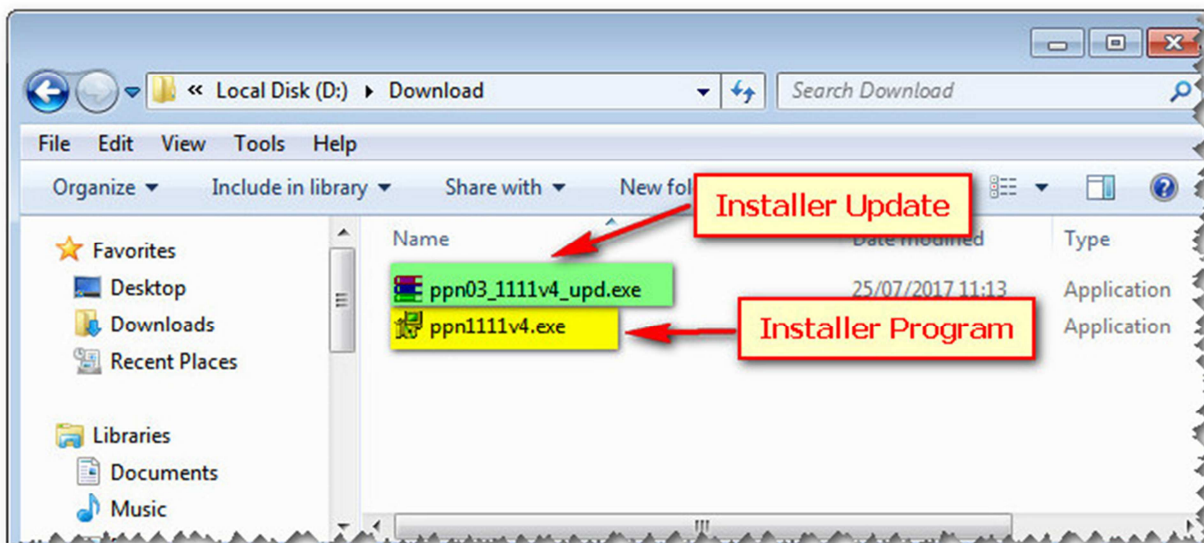 « Local Disk (D:) Download
Search Download
File Edit View Tools Help
Organize Include in library Share with New fol
Installer Update
Favorites
Desktop
Downloads
Recent Places
Libraries
Documents
Music
Name Date modified Type
ppn03_1111v4_upd.exe 25/07/2017 11:13 Application
ppn1111v4.exe Application
Installer Program